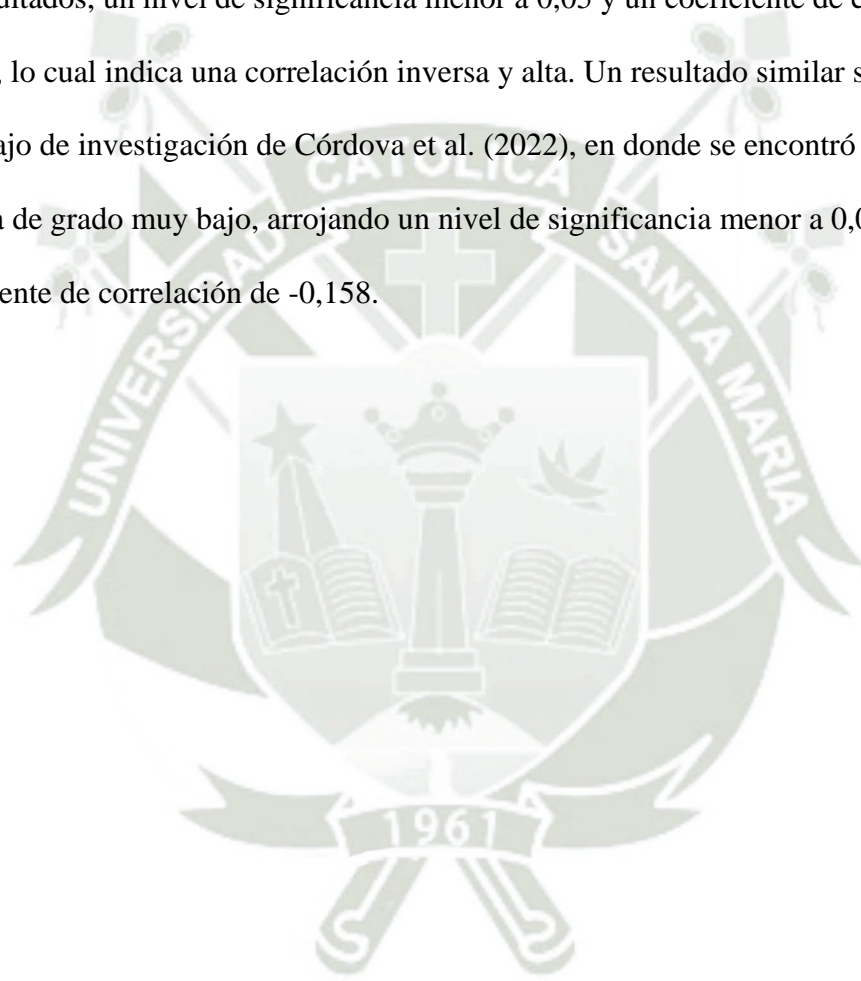 ultados, un nivel de significancia menor a 0,05 y un coeficiente de c
, lo cual indica una correlación inversa y alta. Un resultado similar s
ajo de investigación de Córdova et al. (2022), en donde se encontró
a de grado muy bajo, arrojando un nivel de significancia menor a 0,0
ente de correlación de -0,158.
UNIVERSIDAD CATOLICA SANTA MARIA
1961